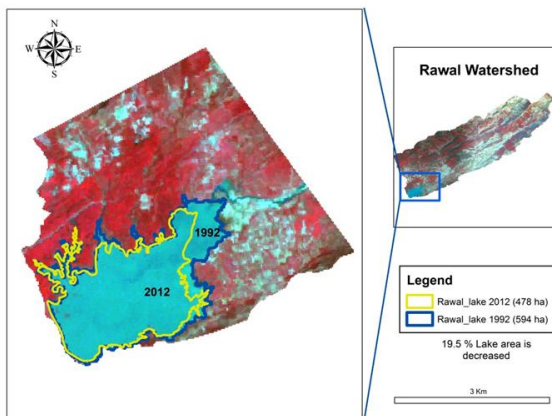 N
W E
S
1992
2012
Rawal Watershed
Legend
Rawal_lake 2012 (478 ha)
Rawal_lake 1992 (594 ha)
19.5 % Lake area is
decreased
3 Km